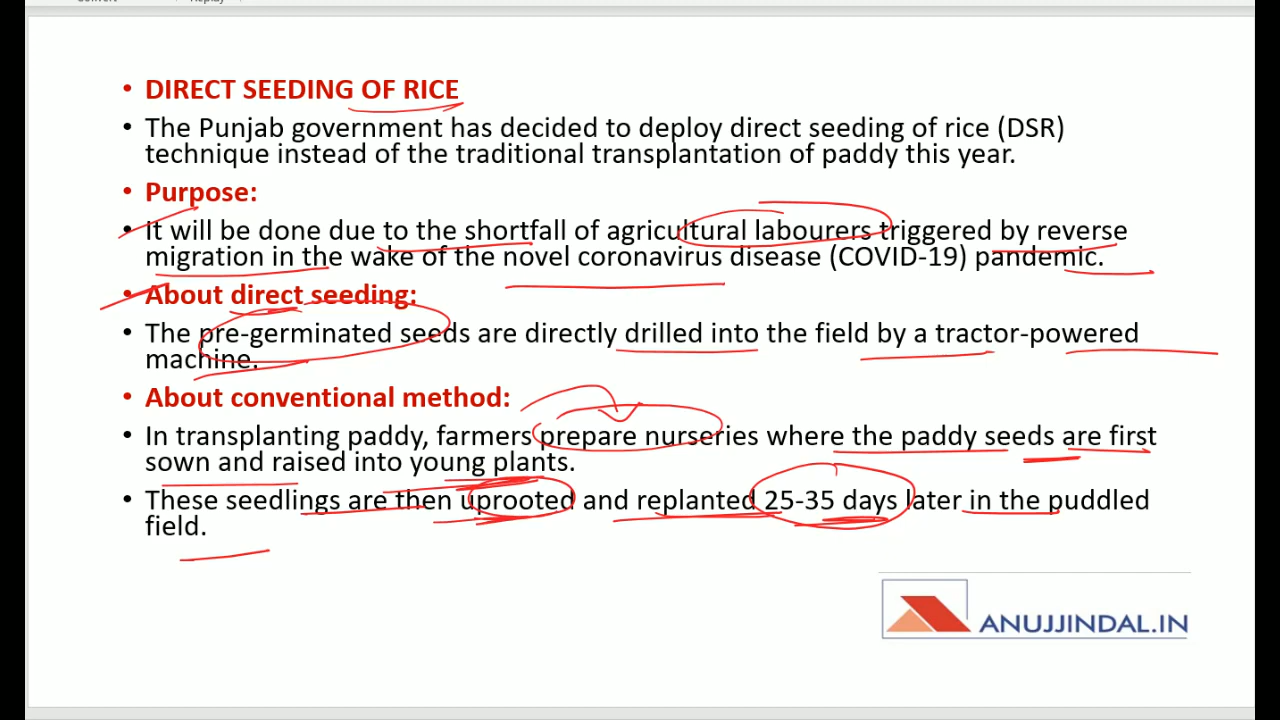 • DIRECT SEEDING OF RICE
• The Punjab government has decided to deploy direct seeding of rice (DSR)
technique instead of the traditional transplantation of paddy this year.
• Purpose:
• It will be done due to the shortfall of agricultural labourers triggered by reverse
migration in the wake of the novel coronavirus disease (COVID-19) pandemic.
• About direct seeding:
• The pre-germinated seeds are directly drilled into the field by a tractor-powered
machine.
• About conventional method:
• In transplanting paddy, farmers prepare nurseries where the paddy seeds are first
sown and raised into young plants.
• These seedlings are then uprooted and replanted 25-35 days later in the puddled
field.
ANUJJINDAL.IN